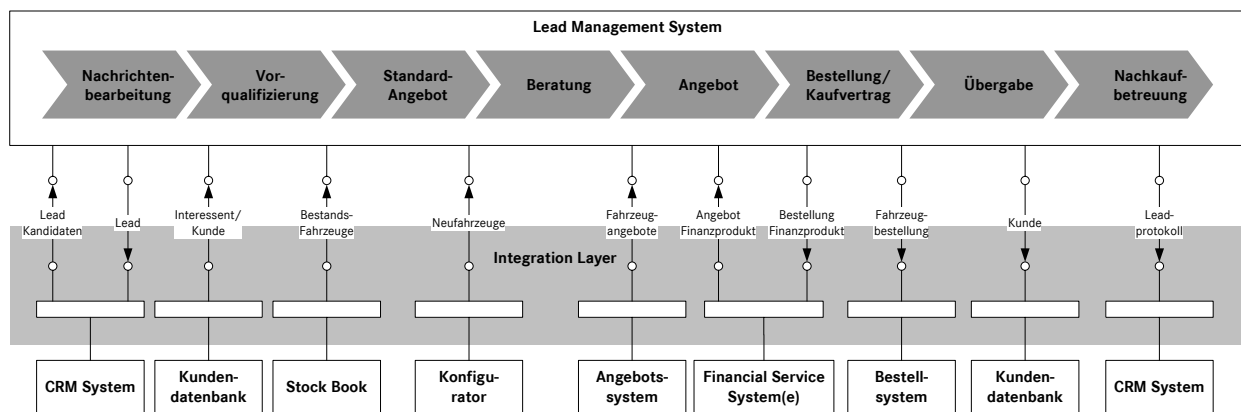 Lead Management System
Nachrichten-
bearbeitung
Vor-
qualifizierung
Standard-
Angebot
Beratung
Angebot
Bestellung/
Kaufvertrag
Übergabe
Nachkauf-
betreuung
Lead
Kandidaten
Lead
Interessent/
Kunde
Bestands-
Fahrzeuge
Neufahrzeuge
Fahrzeug-
angebote
Angebot
Finanzprodukt
Bestellung
Finanzprodukt
Fahrzeug-
bestellung
Kunde
Lead-
protokoll
Integration Layer
CRM System
Kunden-
datenbank
Stock Book
Konfigu-
rator
Angebots-
system
Financial Service
System(e)
Bestell-
system
Kunden-
datenbank
CRM System